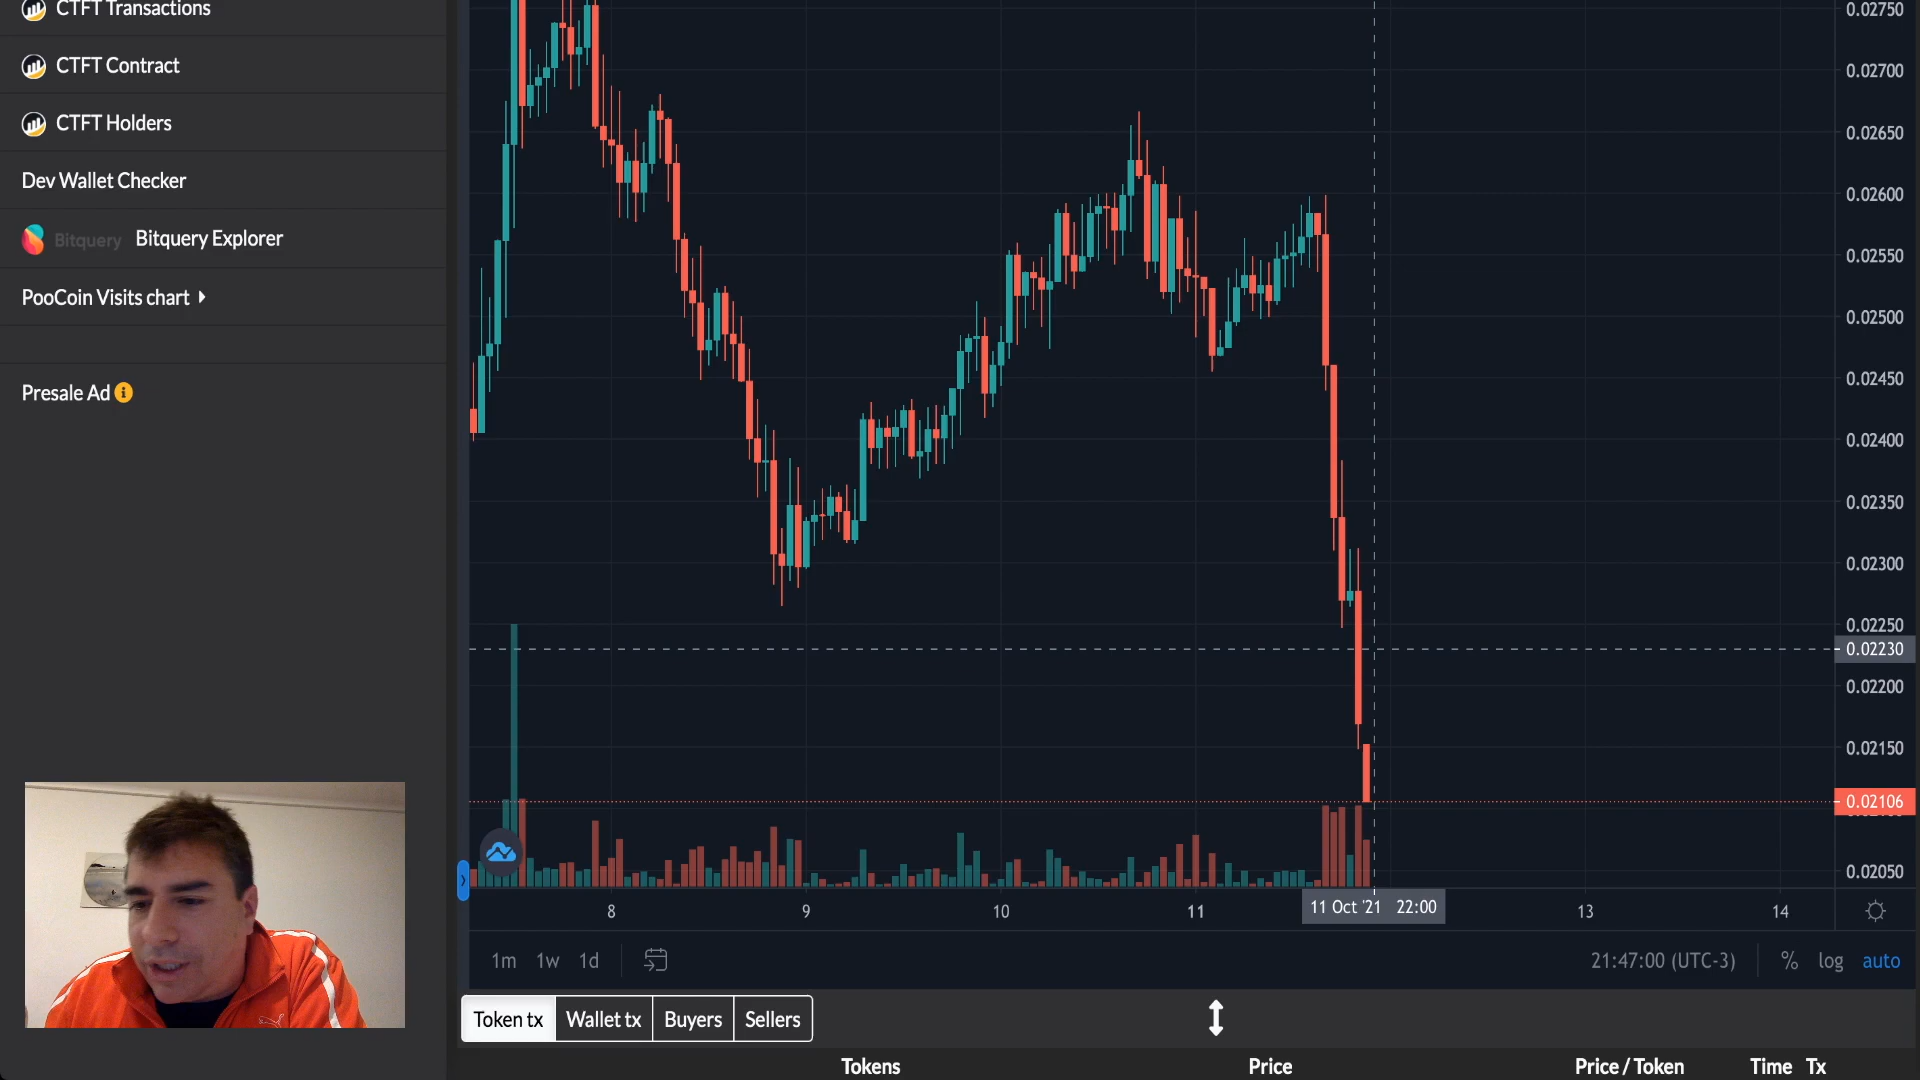 CTFT Transactions
CTFT Contract
CTFT Holders
Dev Wallet Checker
Bitquery Bitquery Explorer
PooCoin Visits chart
Presale Ad
0.02750
0.02700
0.02650
0.02600
0.02550
0.02500
0.02450
0.02400
0.02350
0.02300
0.02250
0.02230
0.02200
0.02150
0.02106
0.02050
8 9 10 11 11 Oct '21 22:00 13 14
1m 1w 1d 21:47:00 (UTC-3) % log auto
Token tx Wallet tx Buyers Sellers
Tokens Price Price / Token Time Tx